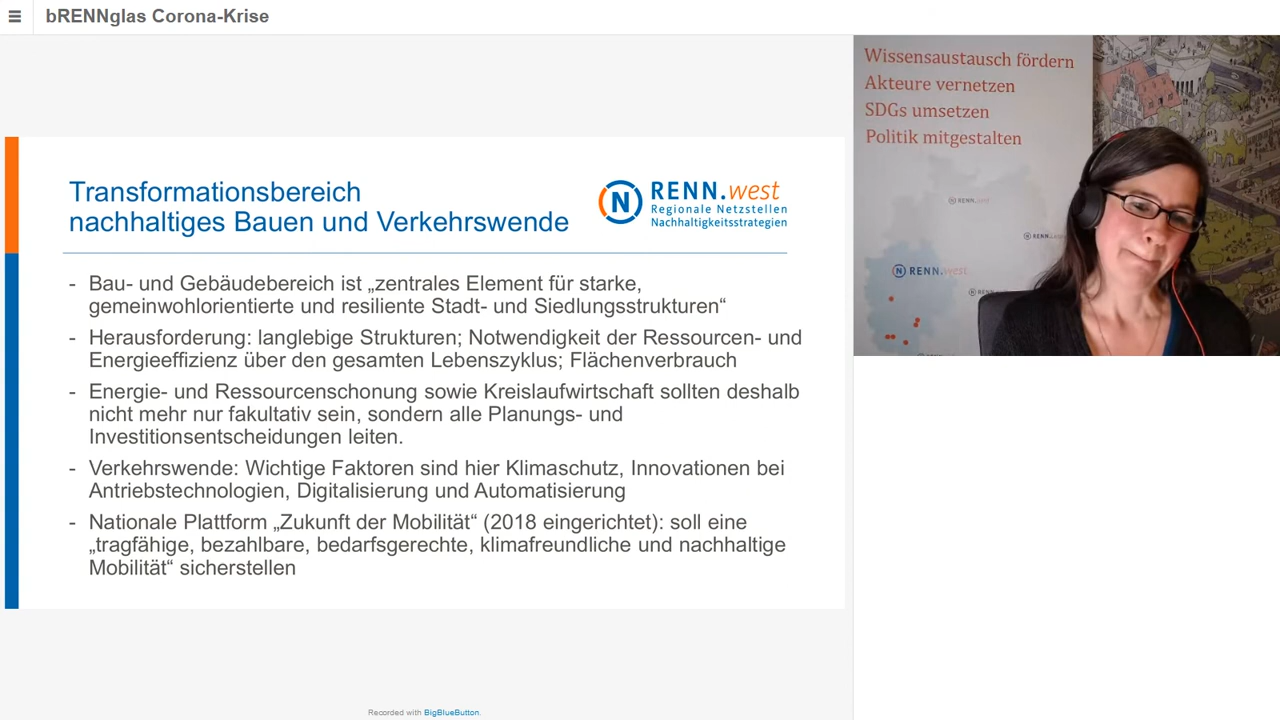 bRENNglas Corona-Krise
Transformationsbereich
nachhaltiges Bauen und Verkehrswende
RENN.west
Regionale Netzstellen
Nachhaltigkeitsstrategien
- Bau- und Gebäudebereich ist „zentrales Element für starke,
gemeinwohlorientierte und resiliente Stadt- und Siedlungsstrukturen“
- Herausforderung: langlebige Strukturen; Notwendigkeit der Ressourcen- und
Energieeffizienz über den gesamten Lebenszyklus; Flächenverbrauch
- Energie- und Ressourcenschonung sowie Kreislaufwirtschaft sollten deshalb
nicht mehr nur fakultativ sein, sondern alle Planungs- und
Investitionsentscheidungen leiten.
- Verkehrswende: Wichtige Faktoren sind hier Klimaschutz, Innovationen bei
Antriebstechnologien, Digitalisierung und Automatisierung
- Nationale Plattform „Zukunft der Mobilität“ (2018 eingerichtet): soll eine
„tragfähige, bezahlbare, bedarfsgerechte, klimafreundliche und nachhaltige
Mobilität“ sicherstellen
Recorded with BigBlueButton.
Wissensaustausch fördern
Akteure vernetzen
SDGs umsetzen
Politik mitgestalten
RENN.west